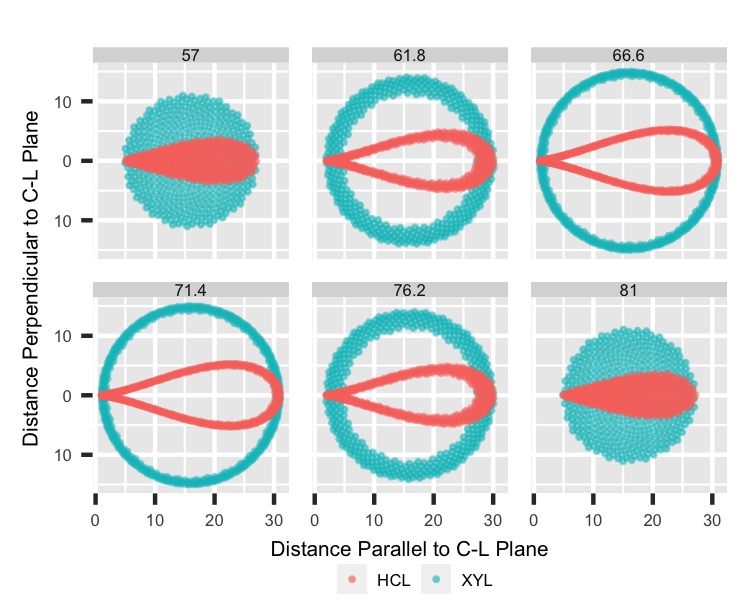 57
61.8
66.6
10
0
10
71.4
76.2
81
10
0
10
0 10 20 30
0 10 20 30
0 10 20 30
Distance Perpendicular to C-L Plane
Distance Parallel to C-L Plane
HCL XYL